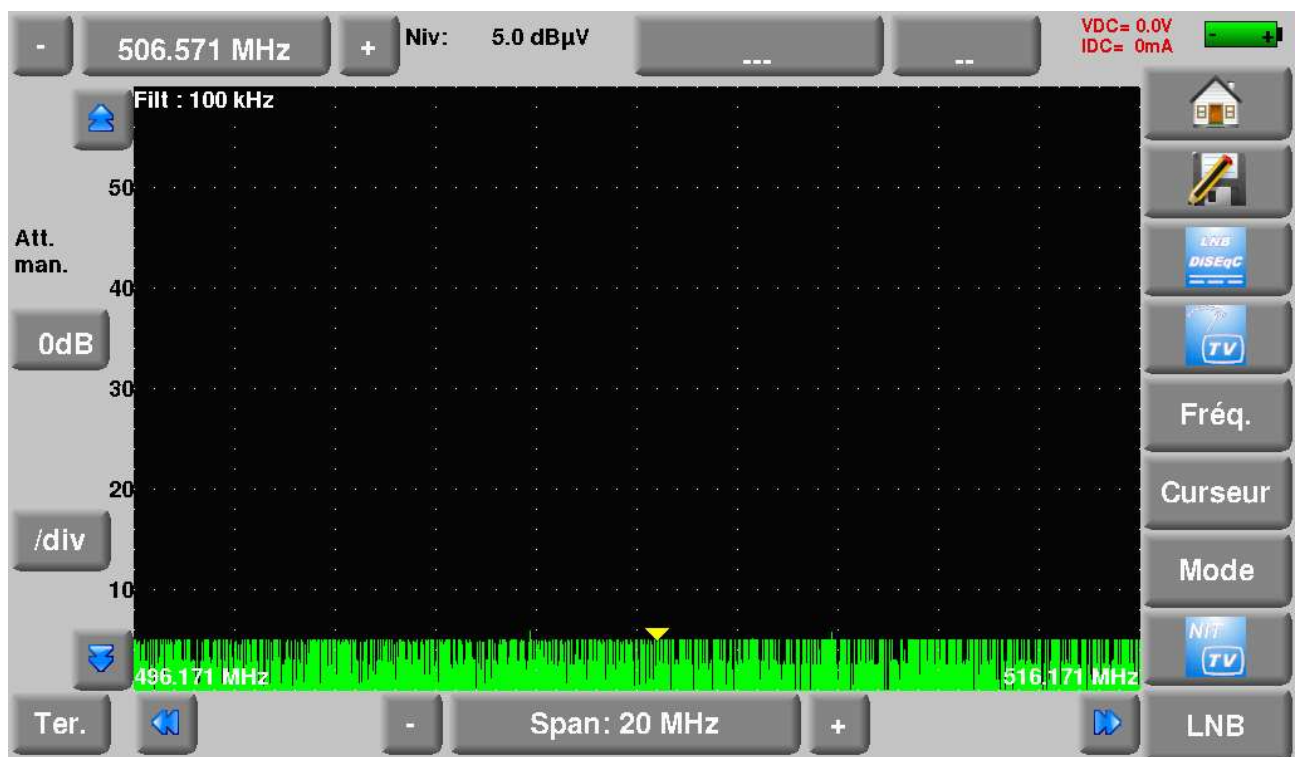 -
506.571 MHz
+
Niv: 5.0 dBµV
---
--
VDC= 0.0V
IDC= 0mA
- +
Filt : 100 kHz
50
Att.
man.
40
0dB
30
20
/div
10
496.171 MHz
516.171 MHz
Ter.
-
Span: 20 MHz
+
LNB
DiSEqC
TV
Fréq.
Curseur
Mode
NIT
TV
LNB